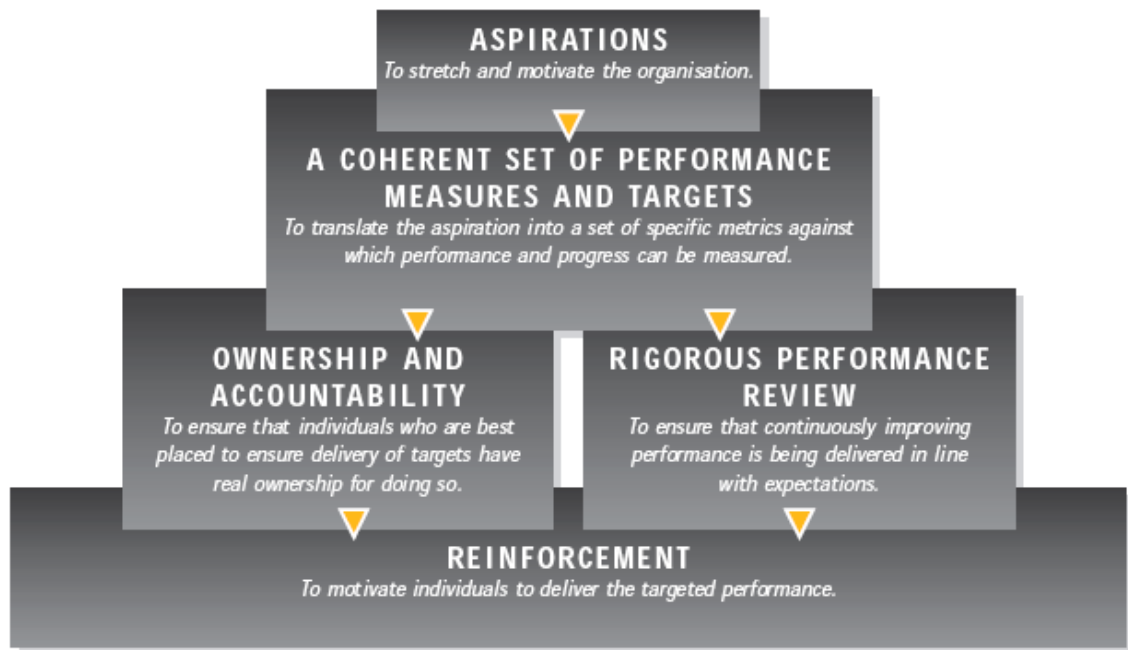 ASPIRATIONS
To stretch and motivate the organisation.
A COHERENT SET OF PERFORMANCE
MEASURES AND TARGETS
To translate the aspiration into a set of specific metrics against
which performance and progress can be measured.
OWNERSHIP AND
ACCOUNTABILITY
To ensure that individuals who are best
placed to ensure delivery of targets have
real ownership for doing so.
RIGOROUS PERFORMANCE
REVIEW
To ensure that continuously improving
performance is being delivered in line
with expectations.
REINFORCEMENT
To motivate individuals to deliver the targeted performance.